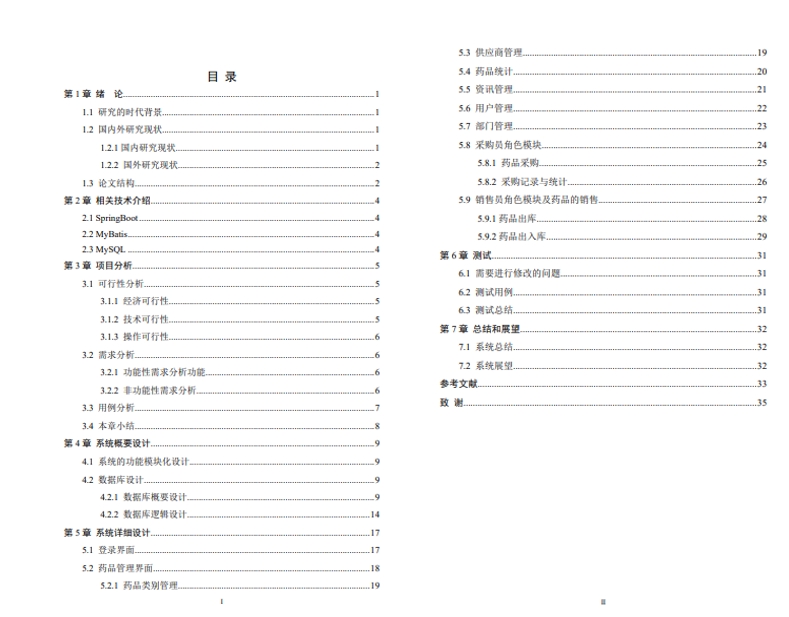 目 录
第 1 章 绪 论 1
1.1 研究的时代背景 1
1.2 国内外研究现状 1
1.2.1 国内研究现状 1
1.2.2 国外研究现状 2
1.3 论文结构 2
第 2 章 相关技术介绍 4
2.1 SpringBoot 4
2.2 MyBatis 4
2.3 MySQL 4
第 3 章 项目分析 5
3.1 可行性分析 5
3.1.1 经济可行性 5
3.1.2 技术可行性 5
3.1.3 操作可行性 6
3.2 需求分析 6
3.2.1 功能性需求分析功能 6
3.2.2 非功能性需求分析 6
3.3 用例分析 7
3.4 本章小结 8
第 4 章 系统概要设计 9
4.1 系统的功能模块化设计 9
4.2 数据库设计 9
4.2.1 数据库概要设计 9
4.2.2 数据库逻辑设计 14
第 5 章 系统详细设计 17
5.1 登录界面 17
5.2 药品管理界面 18
5.2.1 药品类别管理 19
I
5.3 供应商管理 19
5.4 药品统计 20
5.5 资讯管理 21
5.6 用户管理 22
5.7 部门管理 23
5.8 采购员角色模块 24
5.8.1 药品采购 25
5.8.2 采购记录与统计 26
5.9 销售员角色模块及药品的销售 27
5.9.1 药品出库 28
5.9.2 药品出入库 29
第 6 章 测试 31
6.1 需要进行修改的问题 31
6.2 测试用例 31
6.3 测试总结 31
第 7 章 总结和展望 32
7.1 系统总结 32
7.2 系统展望 32
参考文献 33
致 谢 35
II